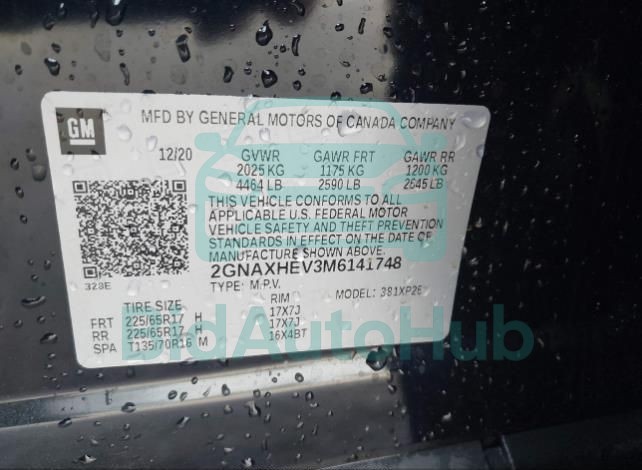 GM
MFD BY GENERAL MOTORS OF CANADA COMPANY
12/20 GVWR GAWR FRT GAWR RR
2025 KG 1175 KG 1200 KG
4464 LB 2590 LB 2645 LB
THIS VEHICLE CONFORMS TO ALL
APPLICABLE U.S. FEDERAL MOTOR
VEHICLE SAFETY AND THEFT PREVENTION
STANDARDS IN EFFECT ON THE DATE OF
MANUFACTURE SHOWN ABOVE.
2GNAXHEV3M6141748
323E
TYPE: M.P.V. MODEL: 381XP26
TIRE SIZE RIM
FRT 225/65R17 H 17X7J
RR 225/65R17 H 17X7J
SPA T135/70R16 M 16X4BT
BidAutoHub